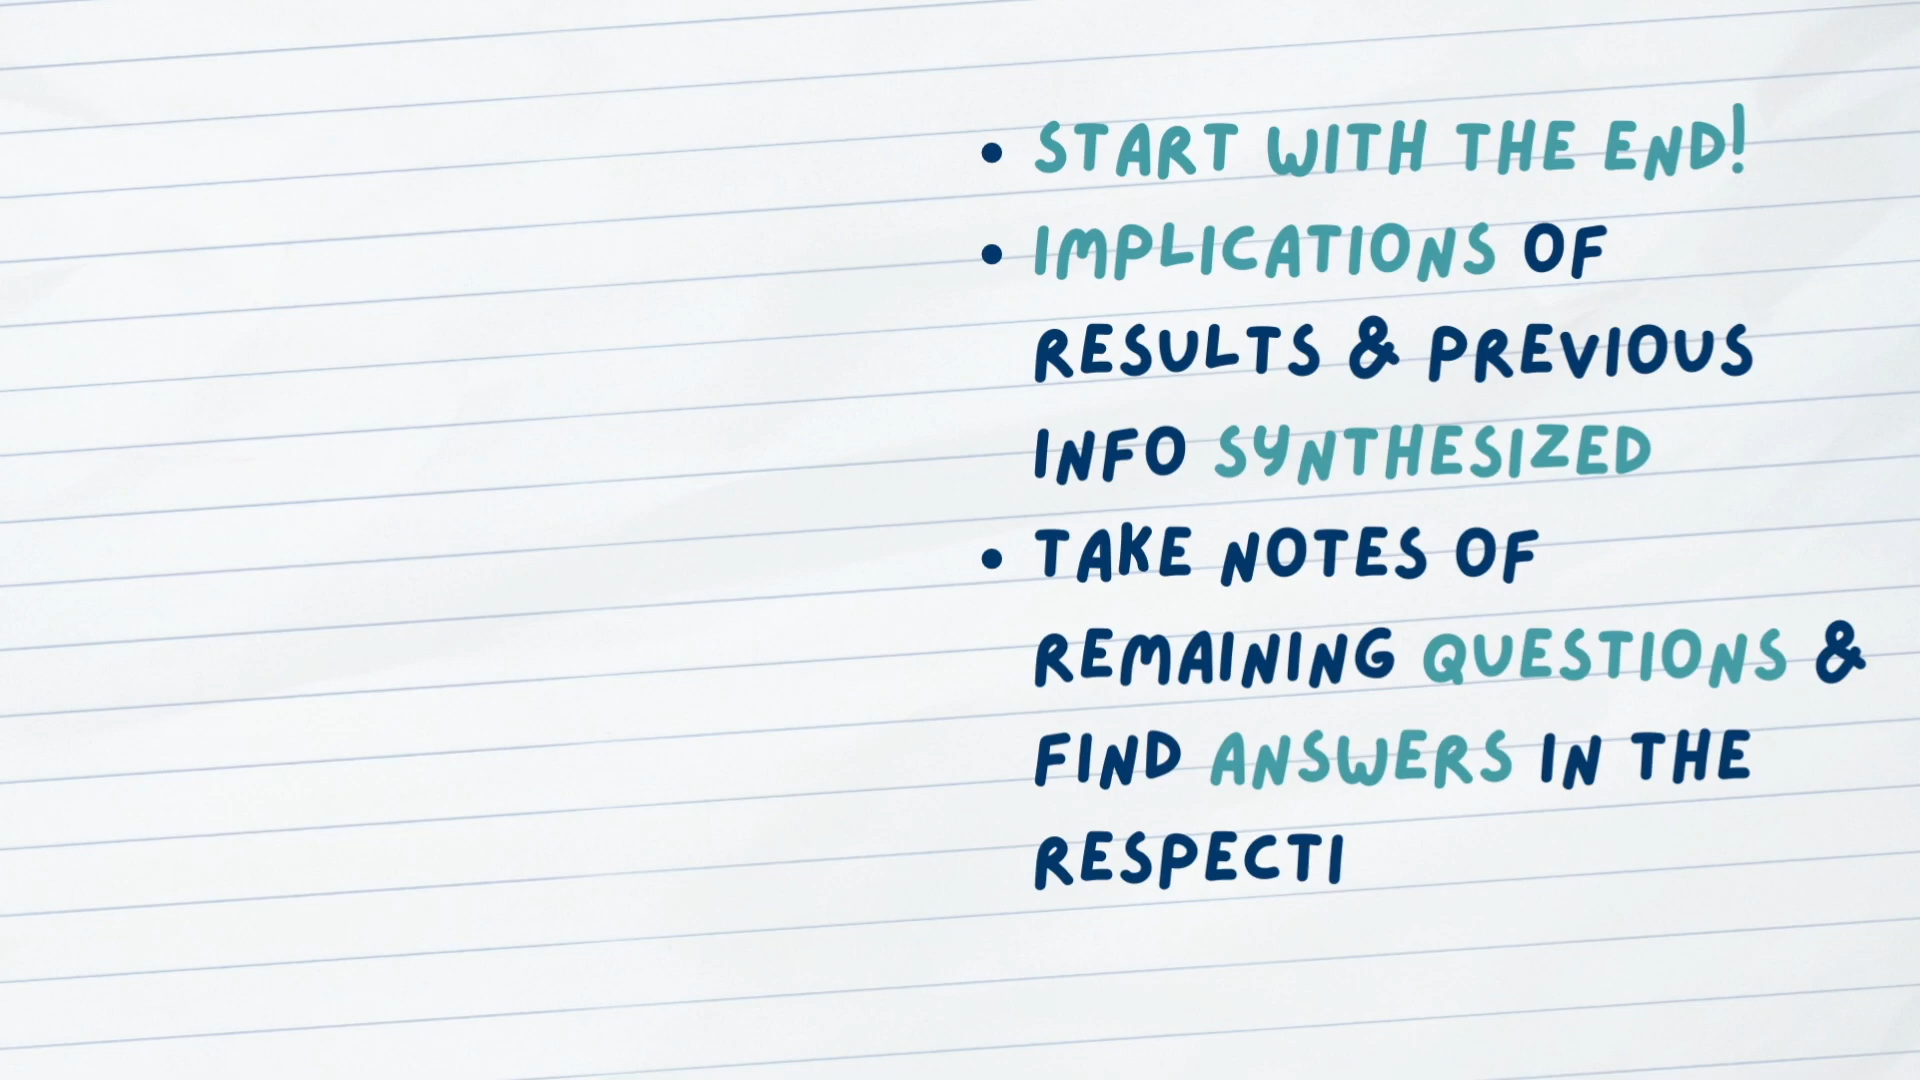 • START WITH THE END!
• IMPLICATIONS OF
RESULTS & PREVIOUS
INFO SYNTHESIZED
• TAKE NOTES OF
REMAINING QUESTIONS &
FIND ANSWERS IN THE
RESPECTI